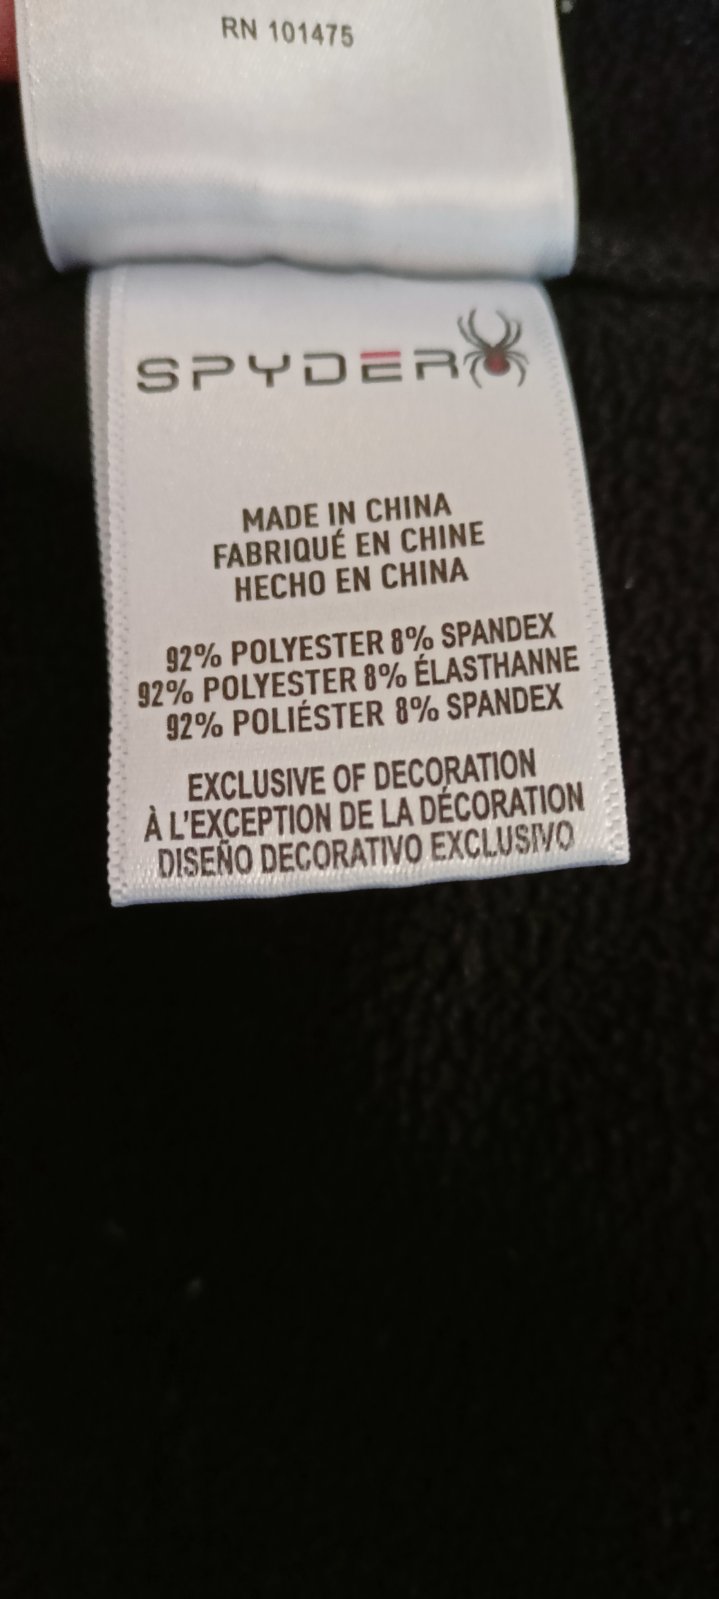 RN 101475
SPYDER
MADE IN CHINA
FABRIQUÉ EN CHINE
HECHO EN CHINA
92% POLYESTER 8% SPANDEX
92% POLYESTER 8% ÉLASTHANNE
92% POLIÉSTER 8% SPANDEX
EXCLUSIVE OF DECORATION
À L'EXCEPTION DE LA DÉCORATION
DISEÑO DECORATIVO EXCLUSIVO